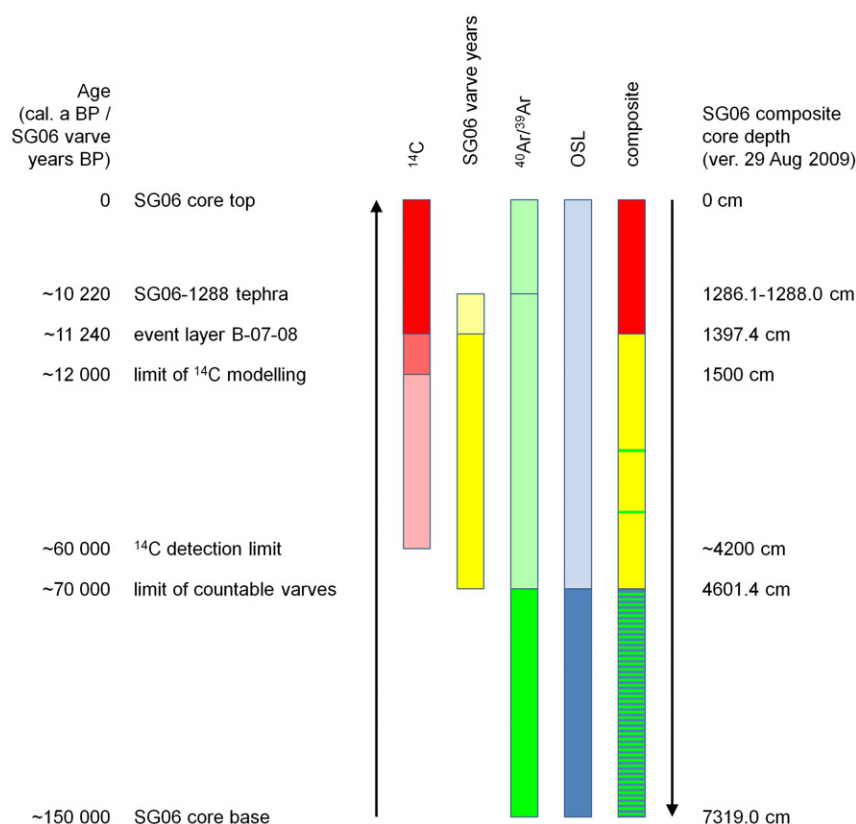 Age
(cal. a BP /
SG06 varve
years BP)
¹⁴C
SG06 varve years
⁴⁰Ar/³⁹Ar
OSL
composite
SG06 composite
core depth
(ver. 29 Aug 2009)
0 SG06 core top 0 cm
~10 220 SG06-1288 tephra 1286.1-1288.0 cm
~11 240 event layer B-07-08 1397.4 cm
~12 000 limit of ¹⁴C modelling 1500 cm
~60 000 ¹⁴C detection limit ~4200 cm
~70 000 limit of countable varves 4601.4 cm
~150 000 SG06 core base 7319.0 cm